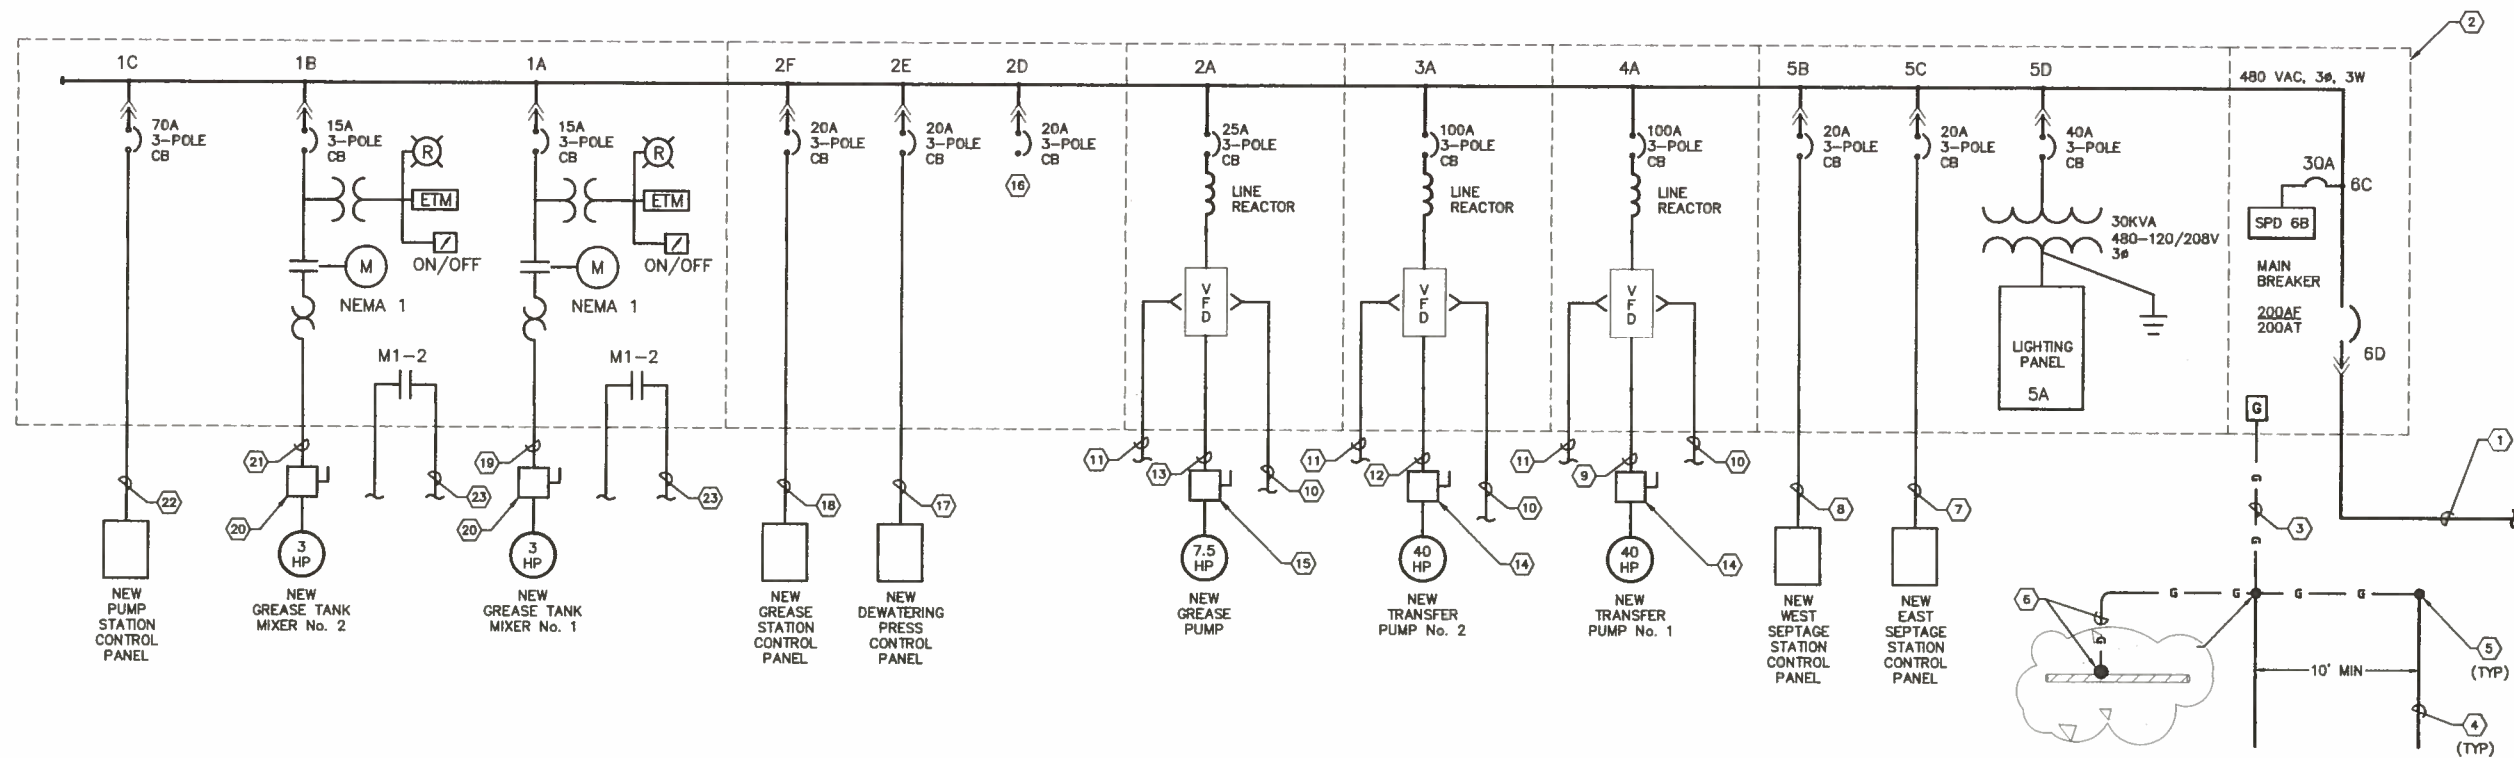 2
1C
1B
1A
2F
2E
2D
2A
3A
4A
5B
5C
5D
480 VAC, 3ø, 3W
70A
3-POLE
CB
15A
3-POLE
CB
R
ETM
ON/OFF
M
NEMA 1
M1-2
15A
3-POLE
CB
R
ETM
ON/OFF
M
NEMA 1
M1-2
20A
3-POLE
CB
20A
3-POLE
CB
20A
3-POLE
CB
16
25A
3-POLE
CB
LINE
REACTOR
V
F
D
100A
3-POLE
CB
LINE
REACTOR
V
F
D
100A
3-POLE
CB
LINE
REACTOR
V
F
D
20A
3-POLE
CB
20A
3-POLE
CB
40A
3-POLE
CB
30KVA
480-120/208V
3ø
LIGHTING
PANEL
5A
30A
6C
SPD 6B
MAIN
BREAKER
200AF
200AT
6D
G
22
21
20
23
19
20
23
18
17
11
13
10
15
11
12
10
14
11
9
10
14
8
7
1
G
3
G
3
HP
3
HP
7.5
HP
40
HP
40
HP
NEW
PUMP
STATION
CONTROL
PANEL
NEW
GREASE TANK
MIXER No. 2
NEW
GREASE TANK
MIXER No. 1
NEW
GREASE
STATION
CONTROL
PANEL
NEW
DEWATERING
PRESS
CONTROL
PANEL
NEW
GREASE
PUMP
NEW
TRANSFER
PUMP No. 2
NEW
TRANSFER
PUMP No. 1
NEW
WEST
SEPTAGE
STATION
CONTROL
PANEL
NEW
EAST
SEPTAGE
STATION
CONTROL
PANEL
6
G
G
G
G
G
10' MIN
5
(TYP)
4
(TYP)